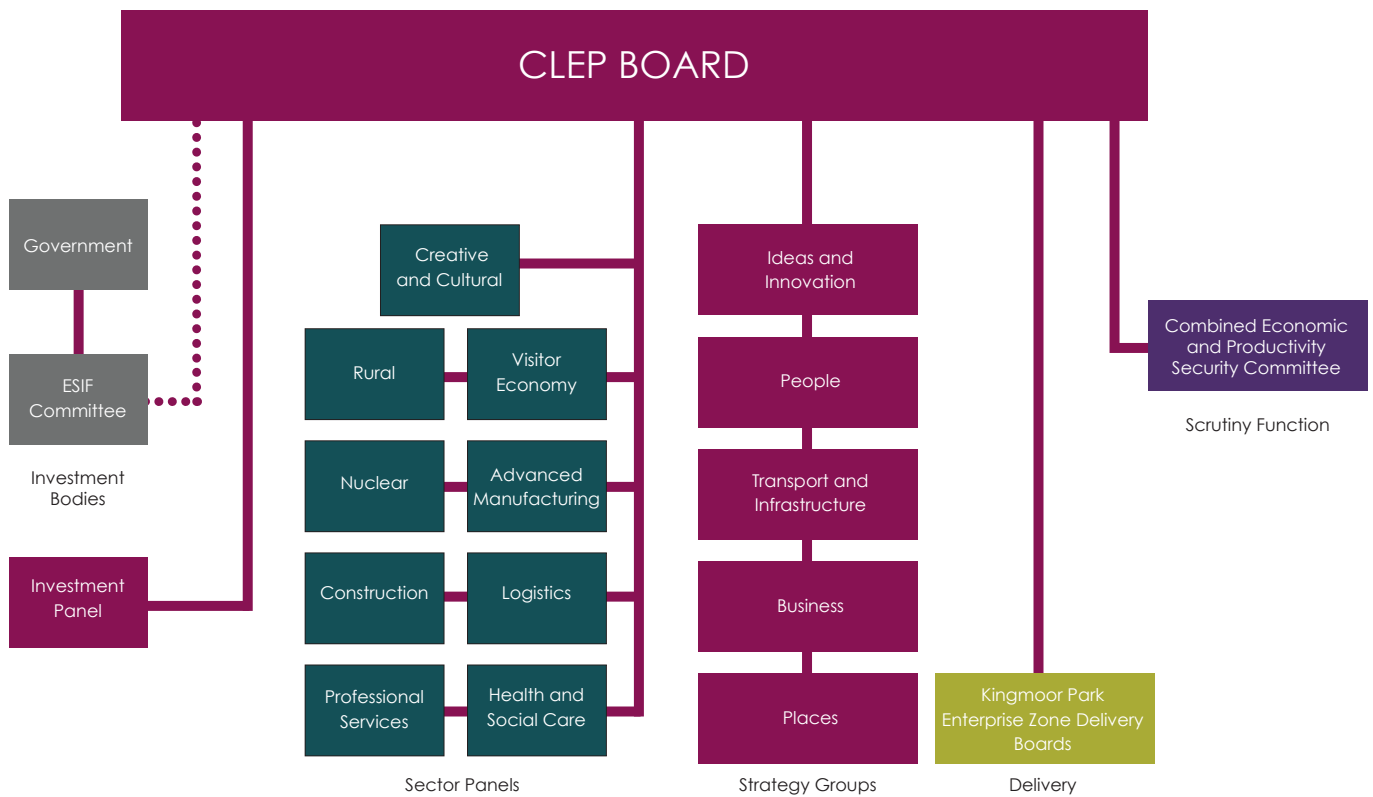 CLEP BOARD
Government
ESIF
Committee
Investment
Bodies
Investment
Panel
Creative
and Cultural
Rural
Visitor
Economy
Nuclear
Advanced
Manufacturing
Construction
Logistics
Professional
Services
Health and
Social Care
Sector Panels
Ideas and
Innovation
People
Transport and
Infrastructure
Business
Places
Strategy Groups
Kingmoor Park
Enterprise Zone Delivery
Boards
Delivery
Combined Economic
and Productivity
Security Committee
Scrutiny Function